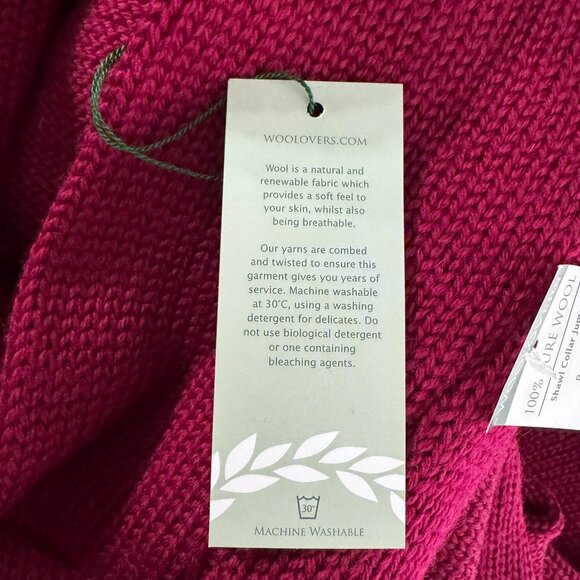 WOOLOVERS.COM
Wool is a natural and
renewable fabric which
provides a soft feel to
your skin, whilst also
being breathable.
Our yarns are combed
and twisted to ensure this
garment gives you years of
service. Machine washable
at 30°C, using a washing
detergent for delicates. Do
not use biological detergent
or one containing
bleaching agents.
30°
MACHINE WASHABLE
100% PURE WOOL
Shawl Collar